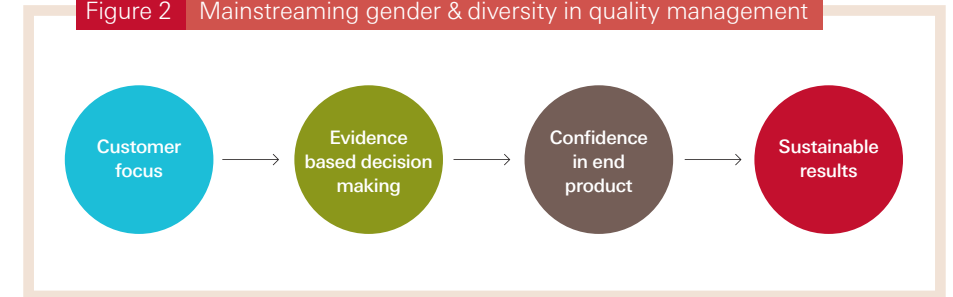 Figure 2 Mainstreaming gender & diversity in quality management
Customer
focus
Evidence
based decision
making
Confidence
in end
product
Sustainable
results